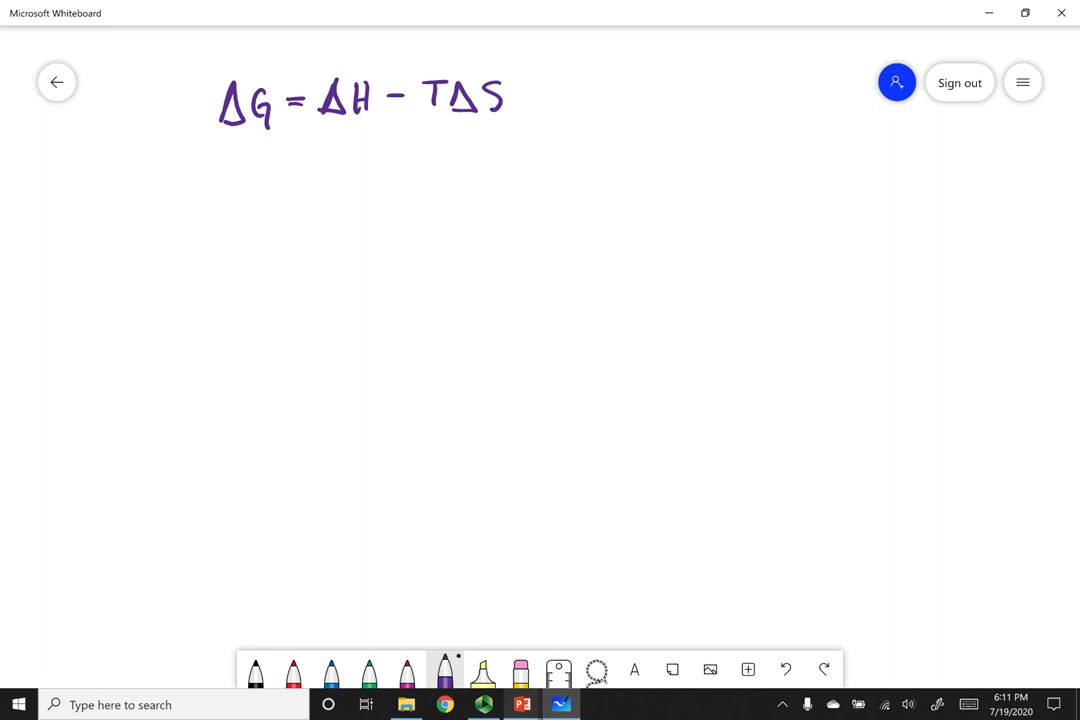 Microsoft Whiteboard
ΔG = ΔH - TΔS
Sign out
A
Type here to search
6:11 PM
7/19/2020